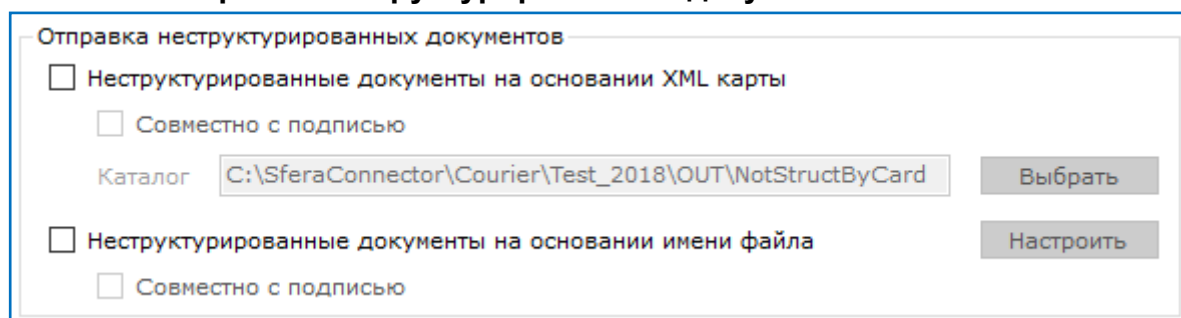 Отправка неструктурированных документов
Неструктурированные документы на основании XML карты
Совместно с подписью
Каталог C:\SferaConnector\Courier\Test_2018\OUT\NotStructByCard Выбрать
Неструктурированные документы на основании имени файла Настроить
Совместно с подписью